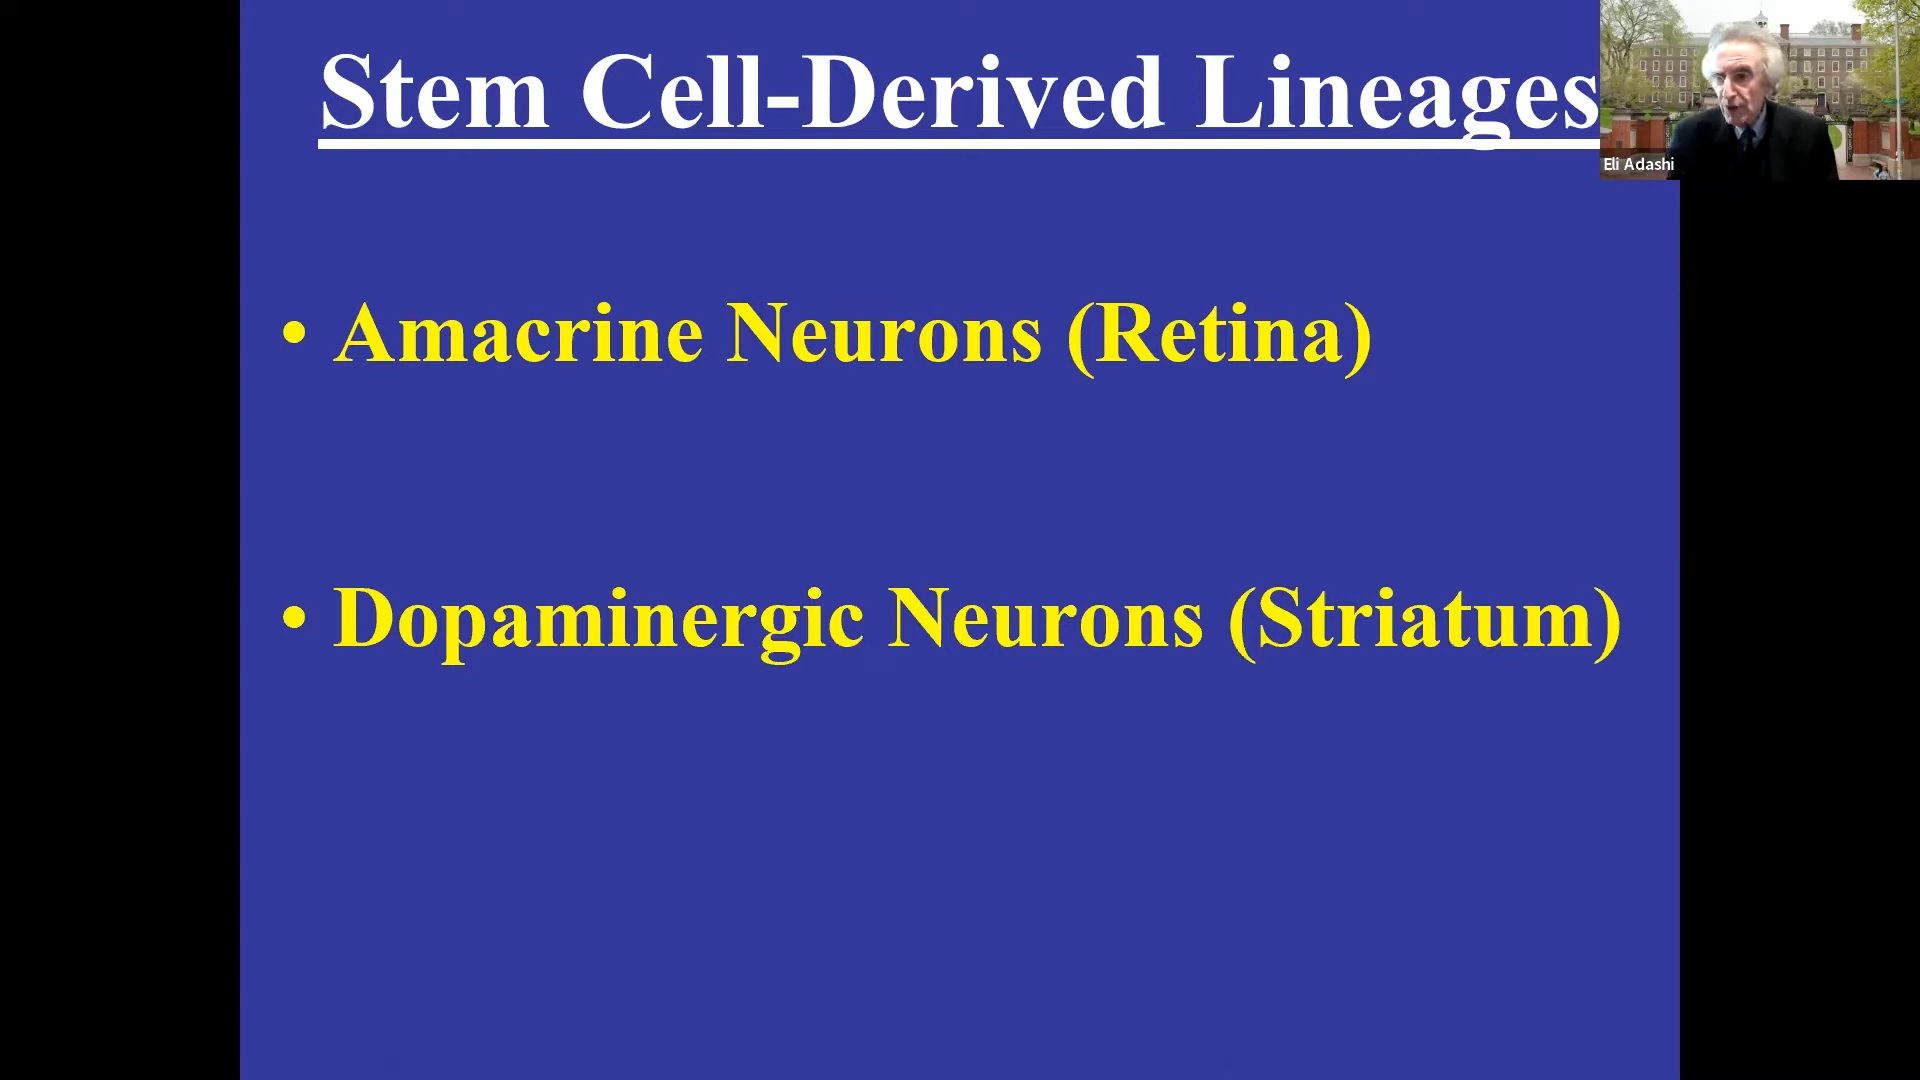 Stem Cell-Derived Lineages
Eli Adashi
• Amacrine Neurons (Retina)
• Dopaminergic Neurons (Striatum)